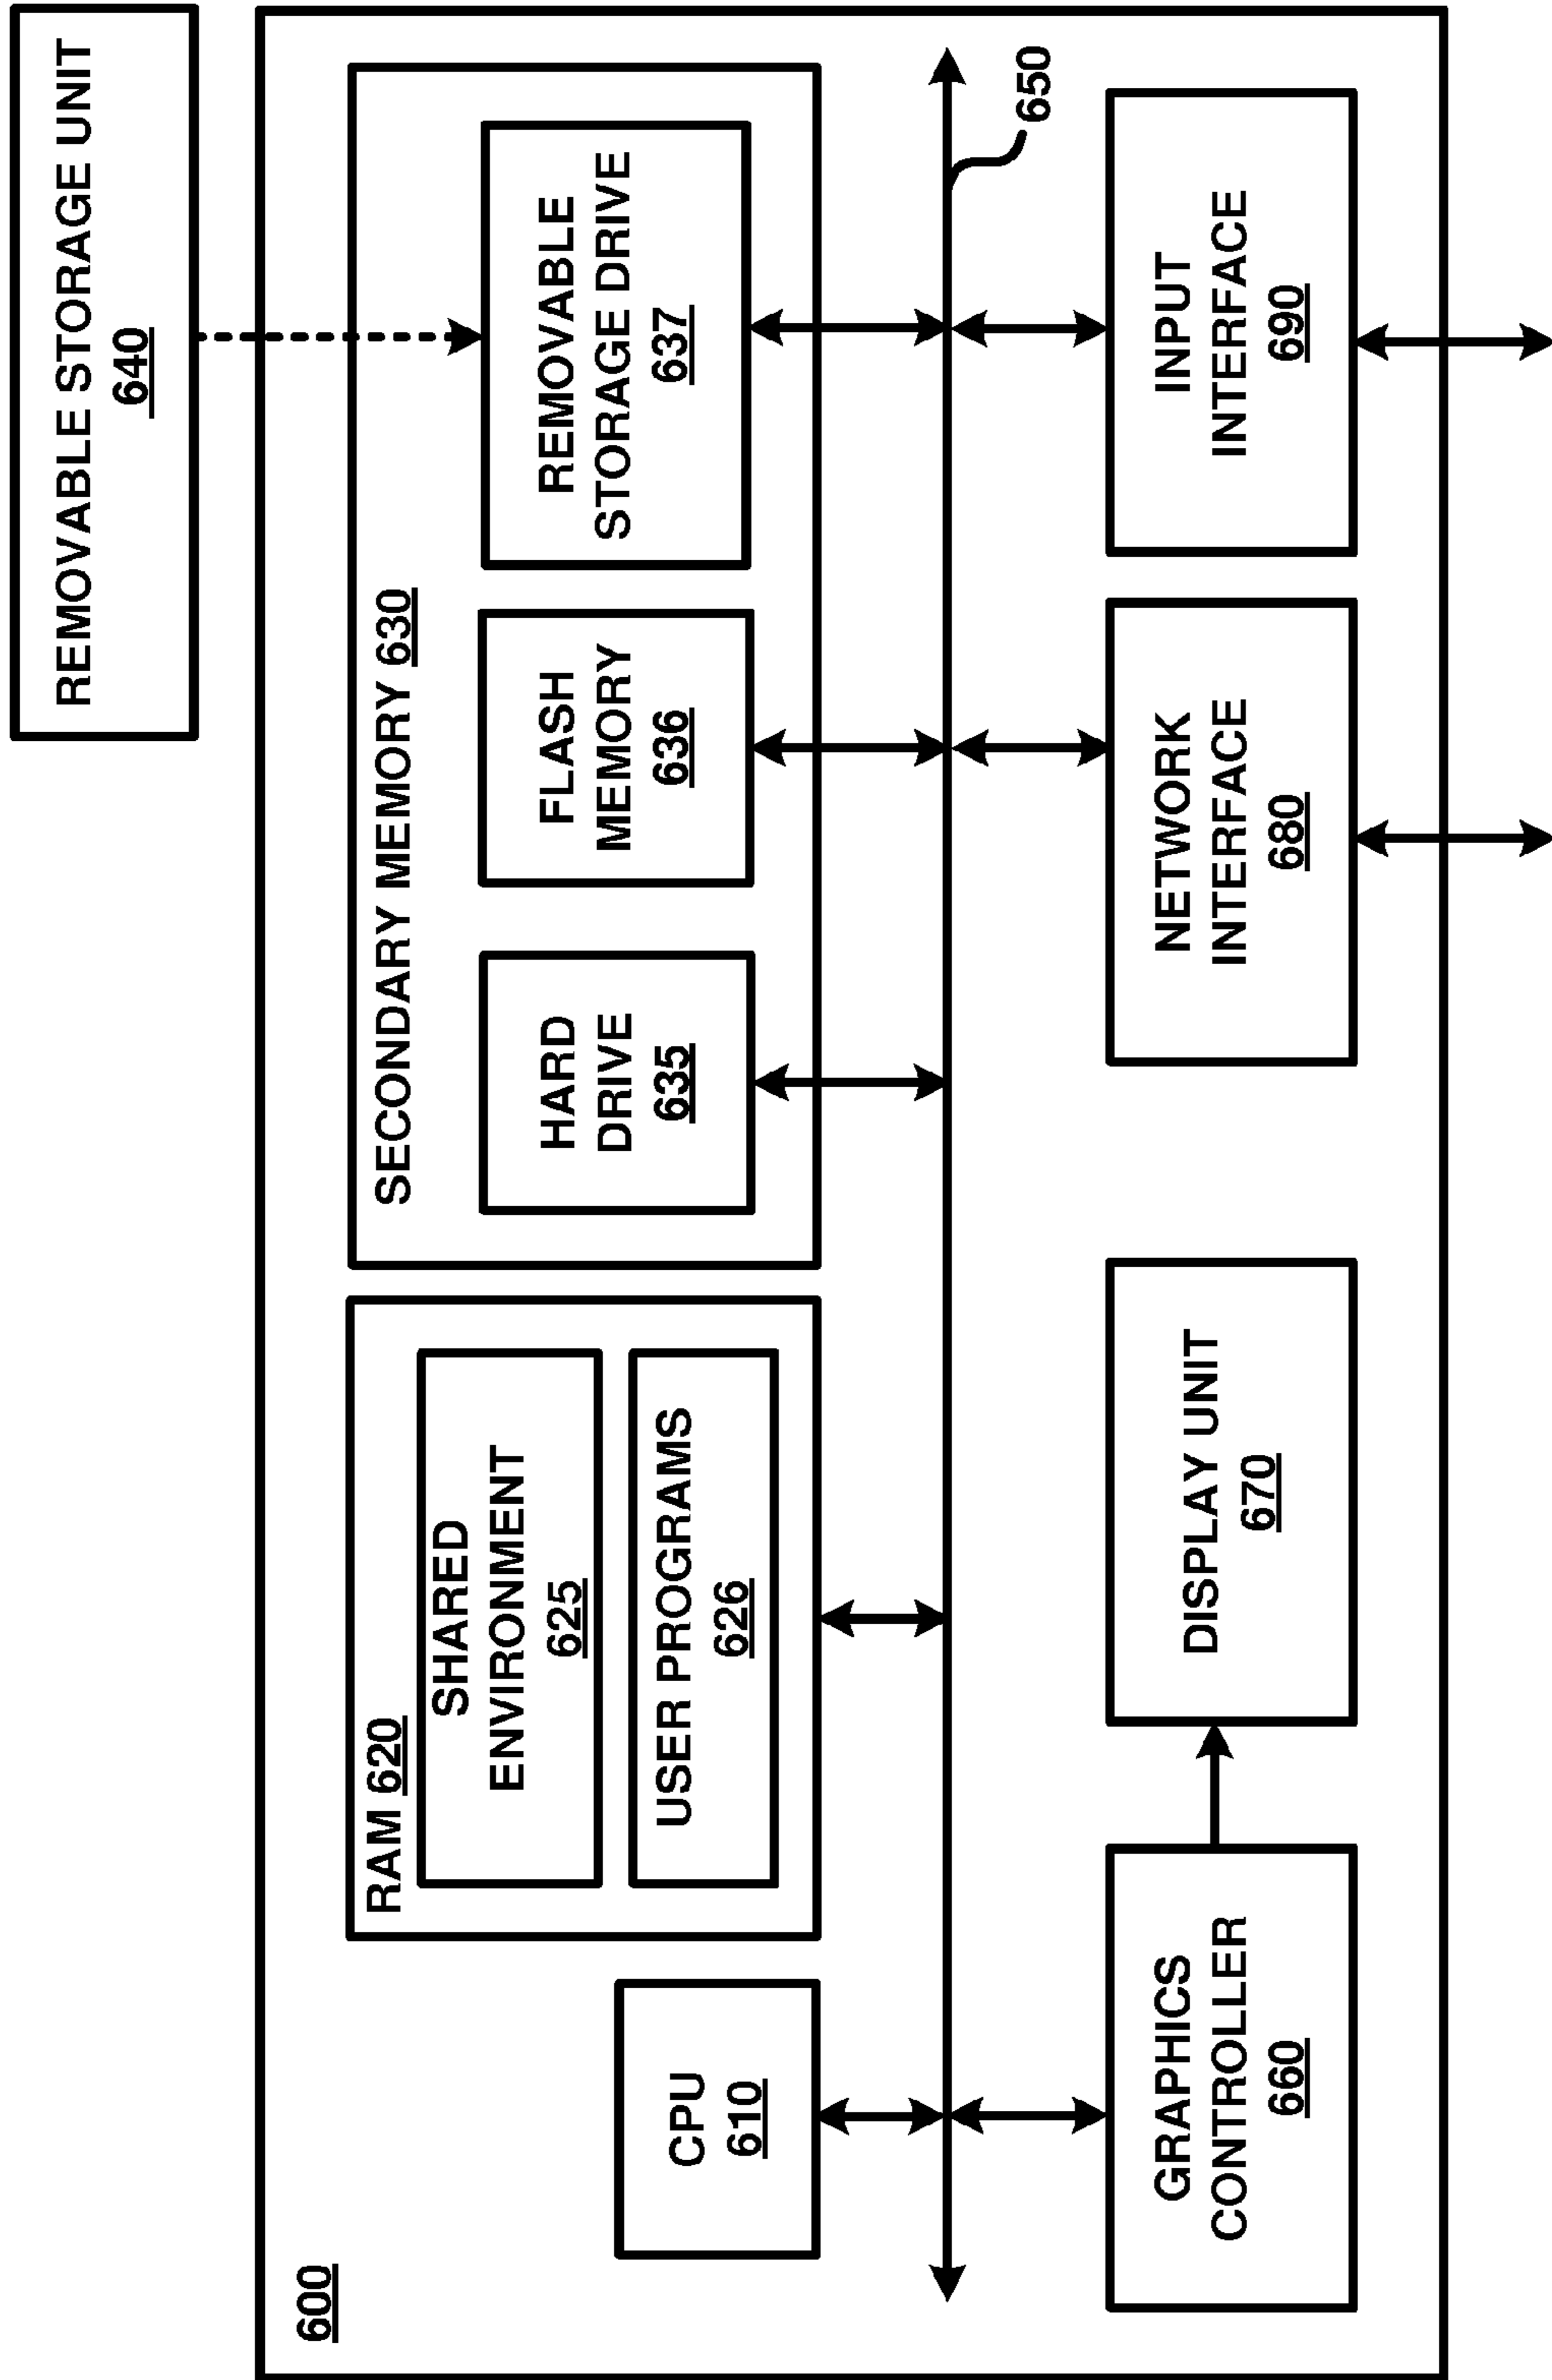 REMOVABLE STORAGE UNIT
640
600
CPU
610
RAM 620
SHARED
ENVIRONMENT
625
USER PROGRAMS
626
SECONDARY MEMORY 630
HARD
DRIVE
635
FLASH
MEMORY
636
REMOVABLE
STORAGE DRIVE
637
650
GRAPHICS
CONTROLLER
660
DISPLAY UNIT
670
NETWORK
INTERFACE
680
INPUT
INTERFACE
690